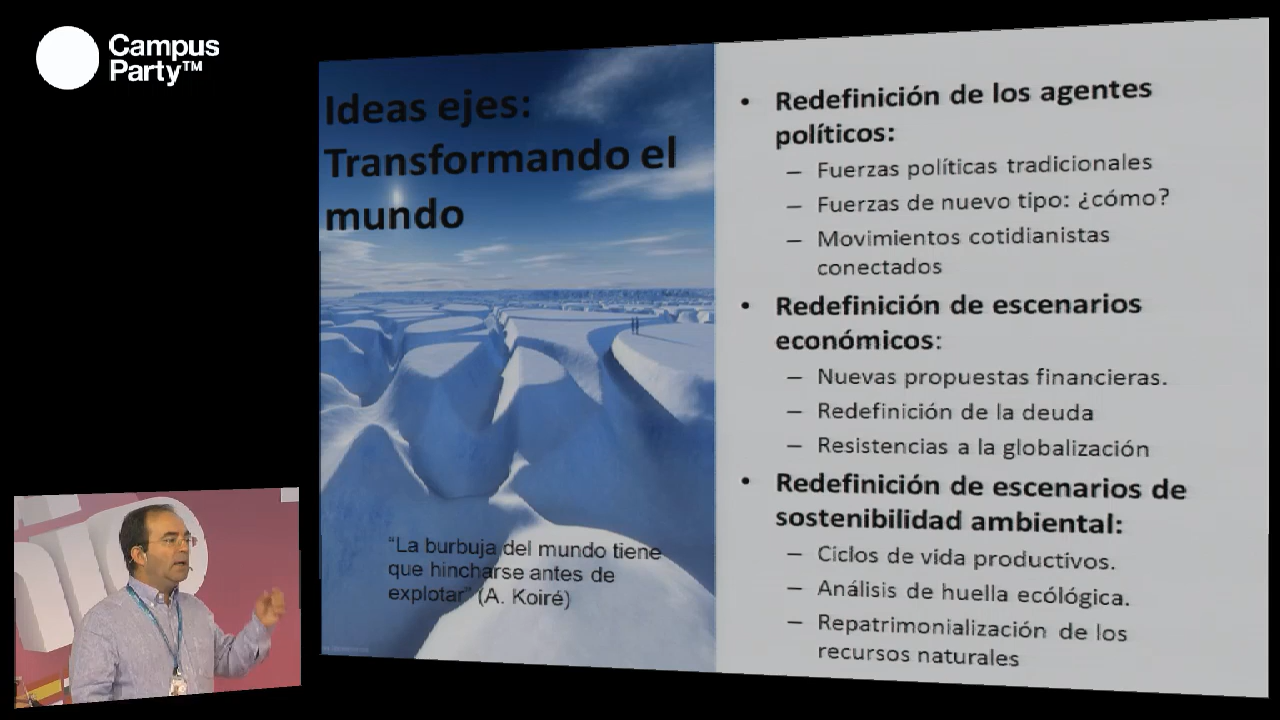 Campus
Party™
Ideas ejes:
Transformando el
mundo
“La burbuja del mundo tiene
que hincharse antes de
explotar” (A. Koiré)
• Redefinición de los agentes
políticos:
– Fuerzas políticas tradicionales
– Fuerzas de nuevo tipo: ¿cómo?
– Movimientos cotidianistas
conectados
• Redefinición de escenarios
económicos:
– Nuevas propuestas financieras.
– Redefinición de la deuda
– Resistencias a la globalización
• Redefinición de escenarios de
sostenibilidad ambiental:
– Ciclos de vida productivos.
– Análisis de huella ecólógica.
– Repatrimonialización de los
recursos naturales